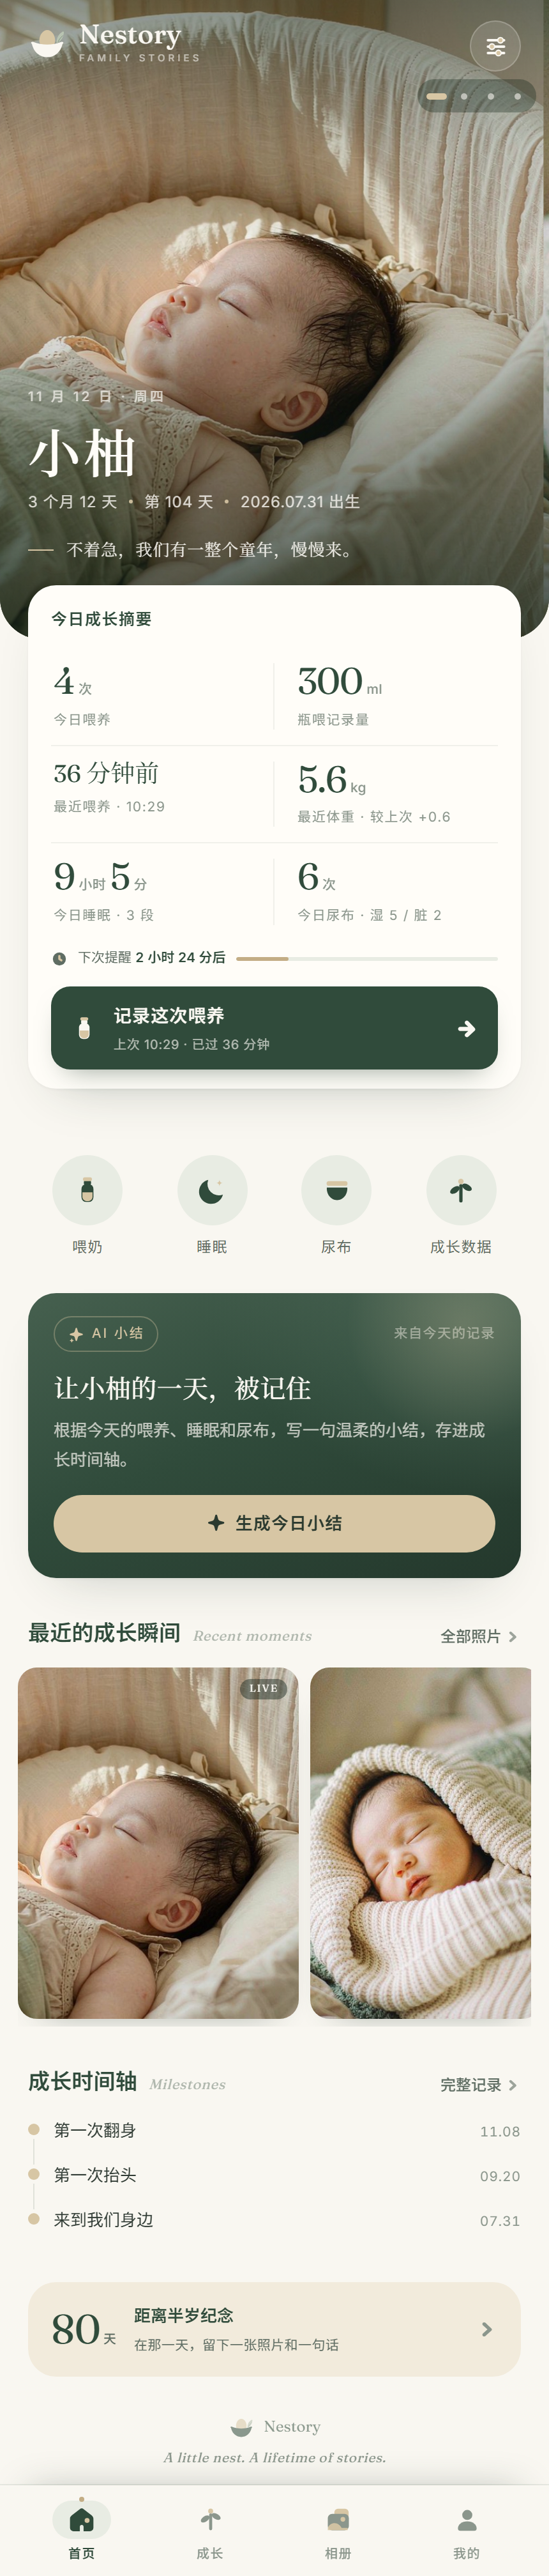 Nestory
FAMILY STORIES
11 月 12 日 · 周四
小柚
3 个月 12 天 • 第 104 天 • 2026.07.31 出生
不着急，我们有一整个童年，慢慢来。
今日成长摘要
4 次
今日喂养
300 ml
瓶喂记录量
36 分钟前
最近喂养 · 10:29
5.6 kg
最近体重 · 较上次 +0.6
9 小时 5 分
今日睡眠 · 3 段
6 次
今日尿布 · 湿 5 / 脏 2
下次提醒 2 小时 24 分后
记录这次喂养
上次 10:29 · 已过 36 分钟
喂奶
睡眠
尿布
成长数据
AI 小结
来自今天的记录
让小柚的一天，被记住
根据今天的喂养、睡眠和尿布，写一句温柔的小结，存进成
长时间轴。
生成今日小结
最近的成长瞬间 Recent moments
全部照片
LIVE
成长时间轴 Milestones
完整记录
第一次翻身 11.08
第一次抬头 09.20
来到我们身边 07.31
80 天
距离半岁纪念
在那一天，留下一张照片和一句话
Nestory
A little nest. A lifetime of stories.
首页
成长
相册
我的